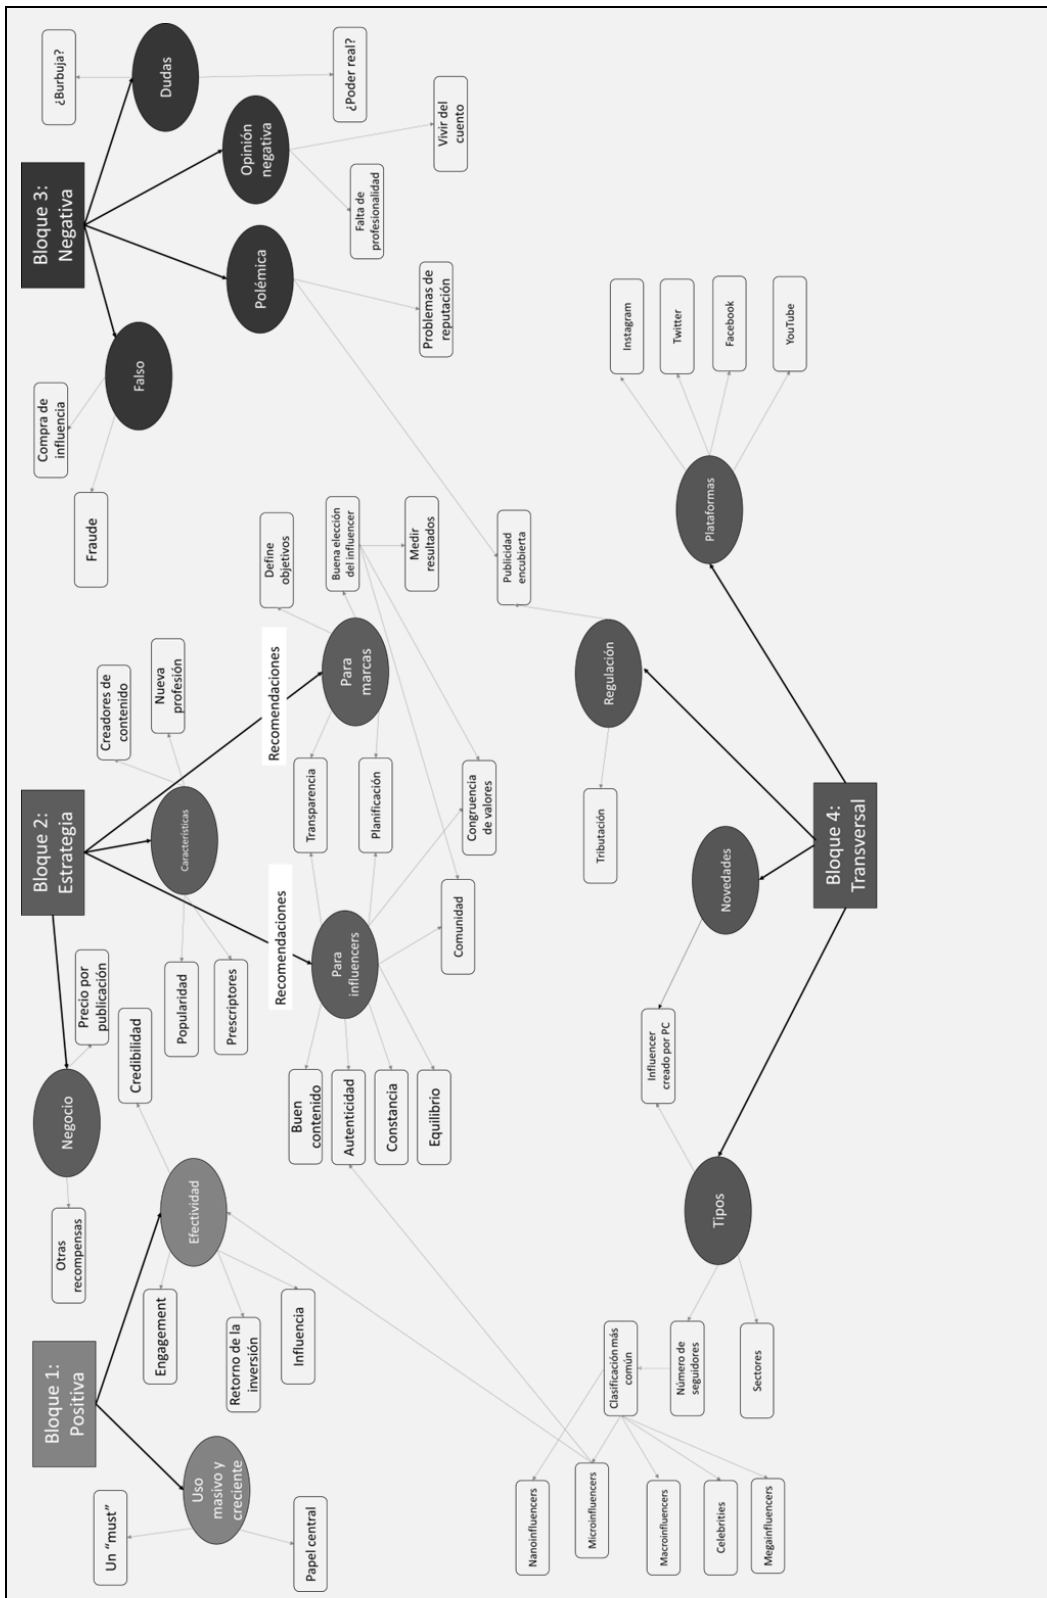 Bloque 1:
Positiva
Uso
masivo y
creciente
Un “must”
Papel central
Efectividad
Engagement
Retorno de la
inversión
Influencia
Credibilidad
Bloque 2:
Estrategia
Negocio
Otras
recompensas
Precio por
publicación
Características
Popularidad
Prescriptores
Creadores de
contenido
Nueva
profesión
Recomendaciones
Para
influencers
Buen
contenido
Autenticidad
Constancia
Equilibrio
Transparencia
Planificación
Comunidad
Congruencia
de valores
Recomendaciones
Para
marcas
Define
objetivos
Buena elección
del influencer
Medir
resultados
Bloque 3:
Negativa
Falso
Fraude
Compra de
influencia
Polémica
Problemas de
reputación
Opinión
negativa
Falta de
profesionalidad
Vivir del
cuento
Dudas
¿Burbuja?
¿Poder real?
Bloque 4:
Transversal
Tipos
Clasificación más
común
Número de
seguidores
Sectores
Nanoinfluencers
Microinfluencers
Macroinfluencers
Celebrities
Megainfluencers
Influencer
creado por PC
Novedades
Regulación
Tributación
Publicidad
encubierta
Plataformas
Instagram
Twitter
Facebook
YouTube